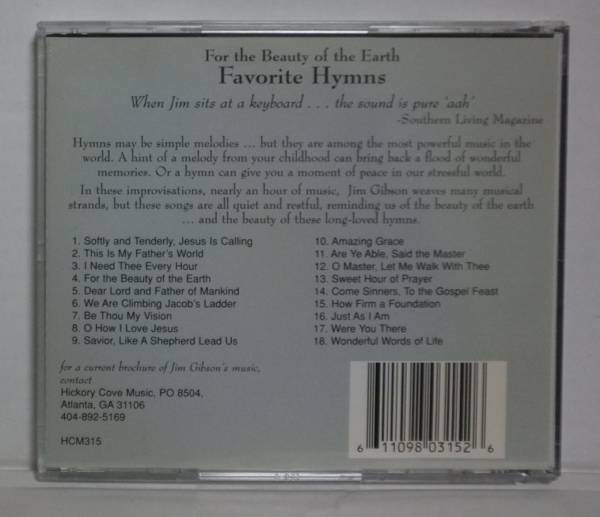 For the Beauty of the Earth
Favorite Hymns
When Jim sits at a keyboard . . . the sound is pure 'aah'
-Southern Living Magazine
Hymns may be simple melodies ... but they are among the most powerful music in the
world. A hint of a melody from your childhood can bring back a flood of wonderful
memories. Or a hymn can give you a moment of peace in our stressful world.
In these improvisations, nearly an hour of music, Jim Gibson weaves many musical
strands, but these songs are all quiet and restful, reminding us of the beauty of the earth
... and the beauty of these long-loved hymns.
1. Softly and Tenderly, Jesus Is Calling
2. This Is My Father's World
3. I Need Thee Every Hour
4. For the Beauty of the Earth
5. Dear Lord and Father of Mankind
6. We Are Climbing Jacob's Ladder
7. Be Thou My Vision
8. O How I Love Jesus
9. Savior, Like A Shepherd Lead Us
10. Amazing Grace
11. Are Ye Able, Said the Master
12. O Master, Let Me Walk With Thee
13. Sweet Hour of Prayer
14. Come Sinners, To the Gospel Feast
15. How Firm a Foundation
16. Just As I Am
17. Were You There
18. Wonderful Words of Life
for a current brochure of Jim Gibson's music,
contact
Hickory Cove Music, PO 8504,
Atlanta, GA 31106
404-892-5169
HCM315
6 11098 03152 6